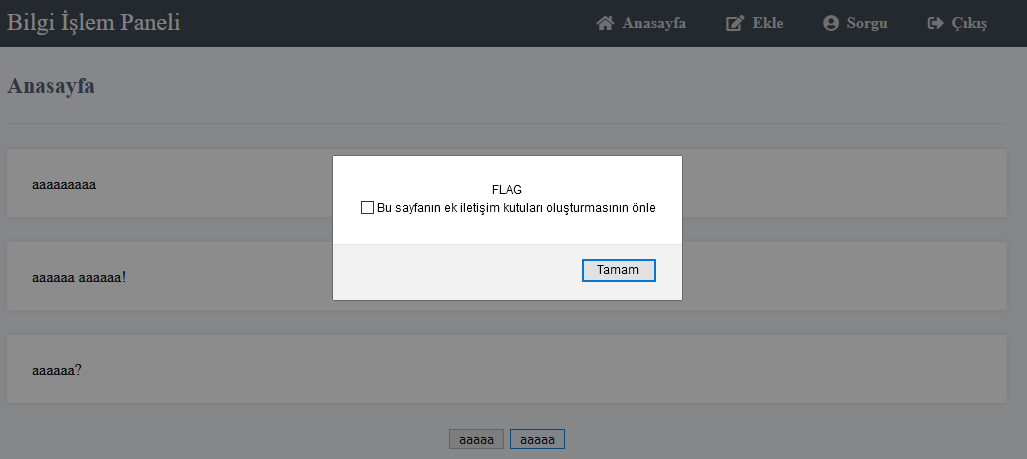 Bilgi İşlem Paneli
Anasayfa
Ekle
Sorgu
Çıkış
Anasayfa
aaaaaaaaa
FLAG
Bu sayfanın ek iletişim kutuları oluşturmasının önle
Tamam
aaaaaa aaaaaa!
aaaaaa?
aaaaa
aaaaa